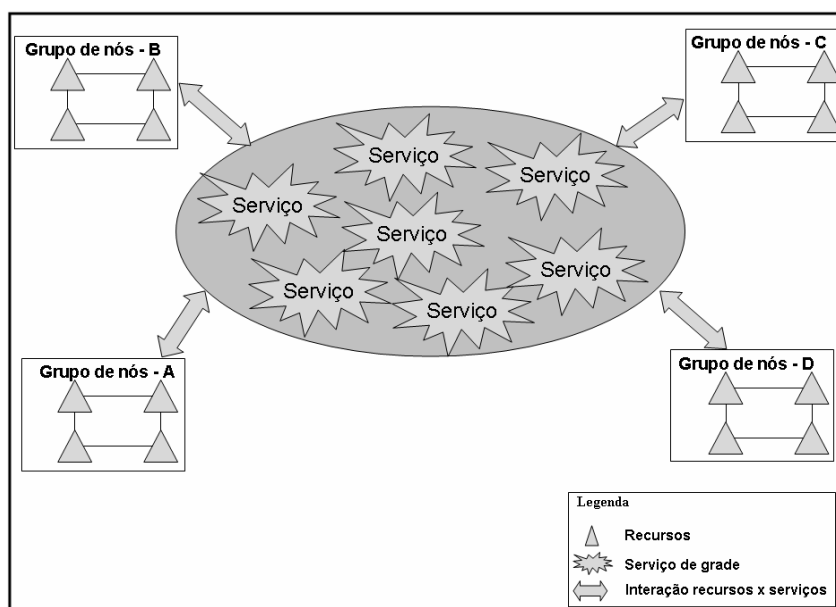 Grupo de nós - B
Grupo de nós - C
Serviço
Serviço
Serviço
Serviço
Serviço
Serviço
Serviço
Grupo de nós - A
Grupo de nós - D
Legenda
Recursos
Serviço de grade
Interação recursos x serviços